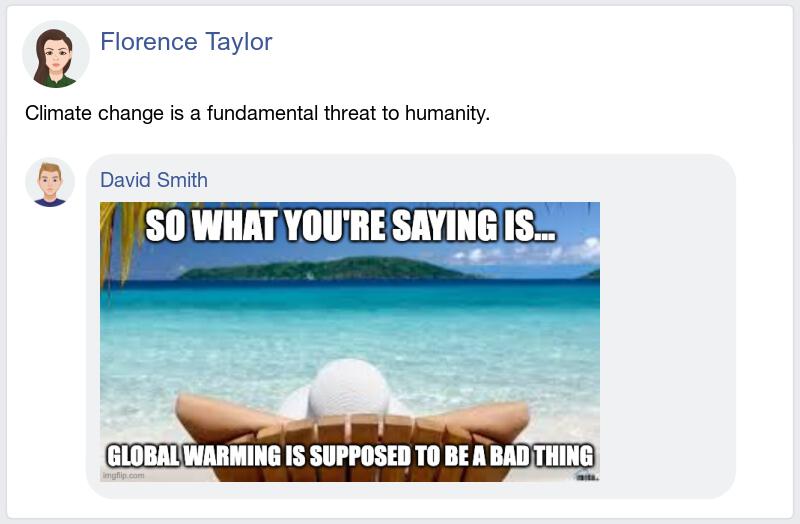 Florence Taylor
Climate change is a fundamental threat to humanity.
David Smith
SO WHAT YOU'RE SAYING IS...
GLOBAL WARMING IS SUPPOSED TO BE A BAD THING
imgflip.com